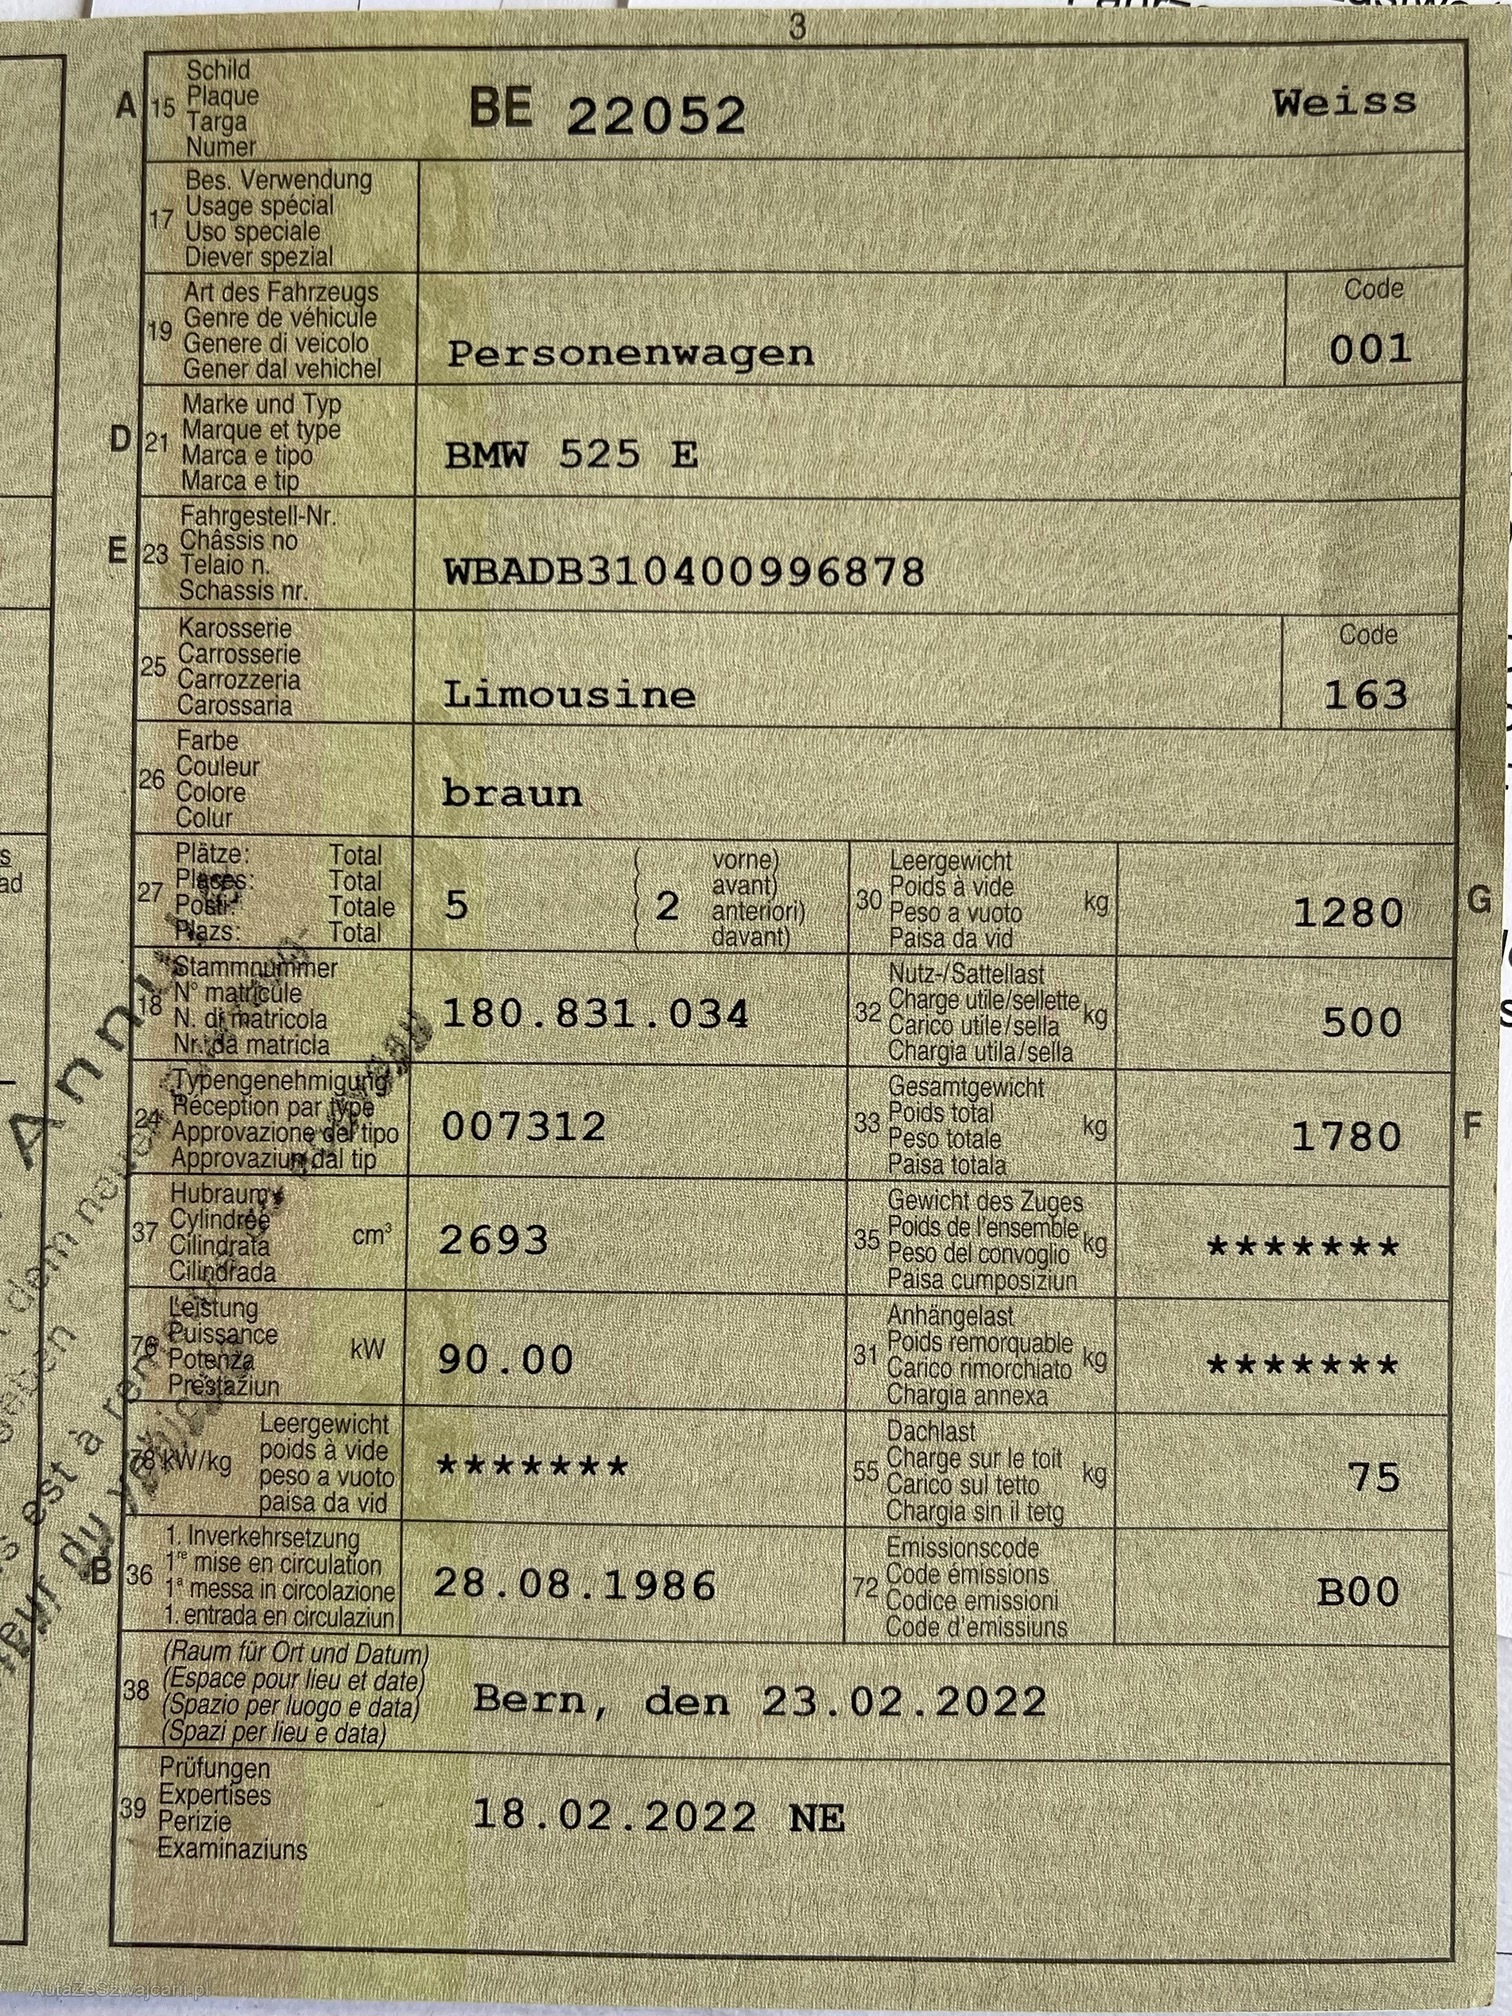 3
A 15 Schild
Plaque
Targa
Numer
BE 22052 Weiss
17 Bes. Verwendung
Usage spécial
Uso speciale
Diever spezial
19 Art des Fahrzeugs
Genre de véhicule
Genere di veicolo
Gener dal vehichel
Personenwagen
Code
001
D 21 Marke und Typ
Marque et type
Marca e tipo
Marca e tip
BMW 525 E
E 23 Fahrgestell-Nr.
Châssis no
Telaio n.
Schassis nr.
WBADB310400996878
25 Karosserie
Carrosserie
Carrozzeria
Carossaria
Limousine
Code
163
26 Farbe
Couleur
Colore
Colur
braun
27 Plätze: Total
Places: Total
Posti: Totale
Plazs: Total
5 ( 2 vorne)
avant)
anteriori)
davant)
30 Leergewicht
Poids à vide
Peso a vuoto
Paisa da vid
kg
1280
G
18 Stammnummer
N° matricule
N. di matricola
Nr. da matricla
180.831.034
32 Nutz-/Sattellast
Charge utile/sellette
Carico utile/sella
Chargia utila/sella
kg
500
24 Typengenehmigung
Réception par type
Approvazione del tipo
Approvaziun dal tip
007312
33 Gesamtgewicht
Poids total
Peso totale
Paisa totala
kg
1780
F
37 Hubraum
Cylindrée
Cilindrata
Cilindrada
cm³
2693
35 Gewicht des Zuges
Poids de l'ensemble
Peso del convoglio
Paisa cumposiziun
kg
*******
76 Leistung
Puissance
Potenza
Prestaziun
kW
90.00
31 Anhängelast
Poids remorquable
Carico rimorchiato
Chargia annexa
kg
*******
78 kW/kg
Leergewicht
poids à vide
peso a vuoto
paisa da vid
*******
55 Dachlast
Charge sur le toit
Carico sul tetto
Chargia sin il tetg
kg
75
B 36 1. Inverkehrsetzung
1re mise en circulation
1a messa in circolazione
1. entrada en circulaziun
28.08.1986
72 Emissionscode
Code émissions
Codice emissioni
Code d'emissiuns
B00
38 (Raum für Ort und Datum)
(Espace pour lieu et date)
(Spazio per luogo e data)
(Spazi per lieu e data)
Bern, den 23.02.2022
39 Prüfungen
Expertises
Perizie
Examinaziuns
18.02.2022 NE
AutaZeSzwajcarii.pl